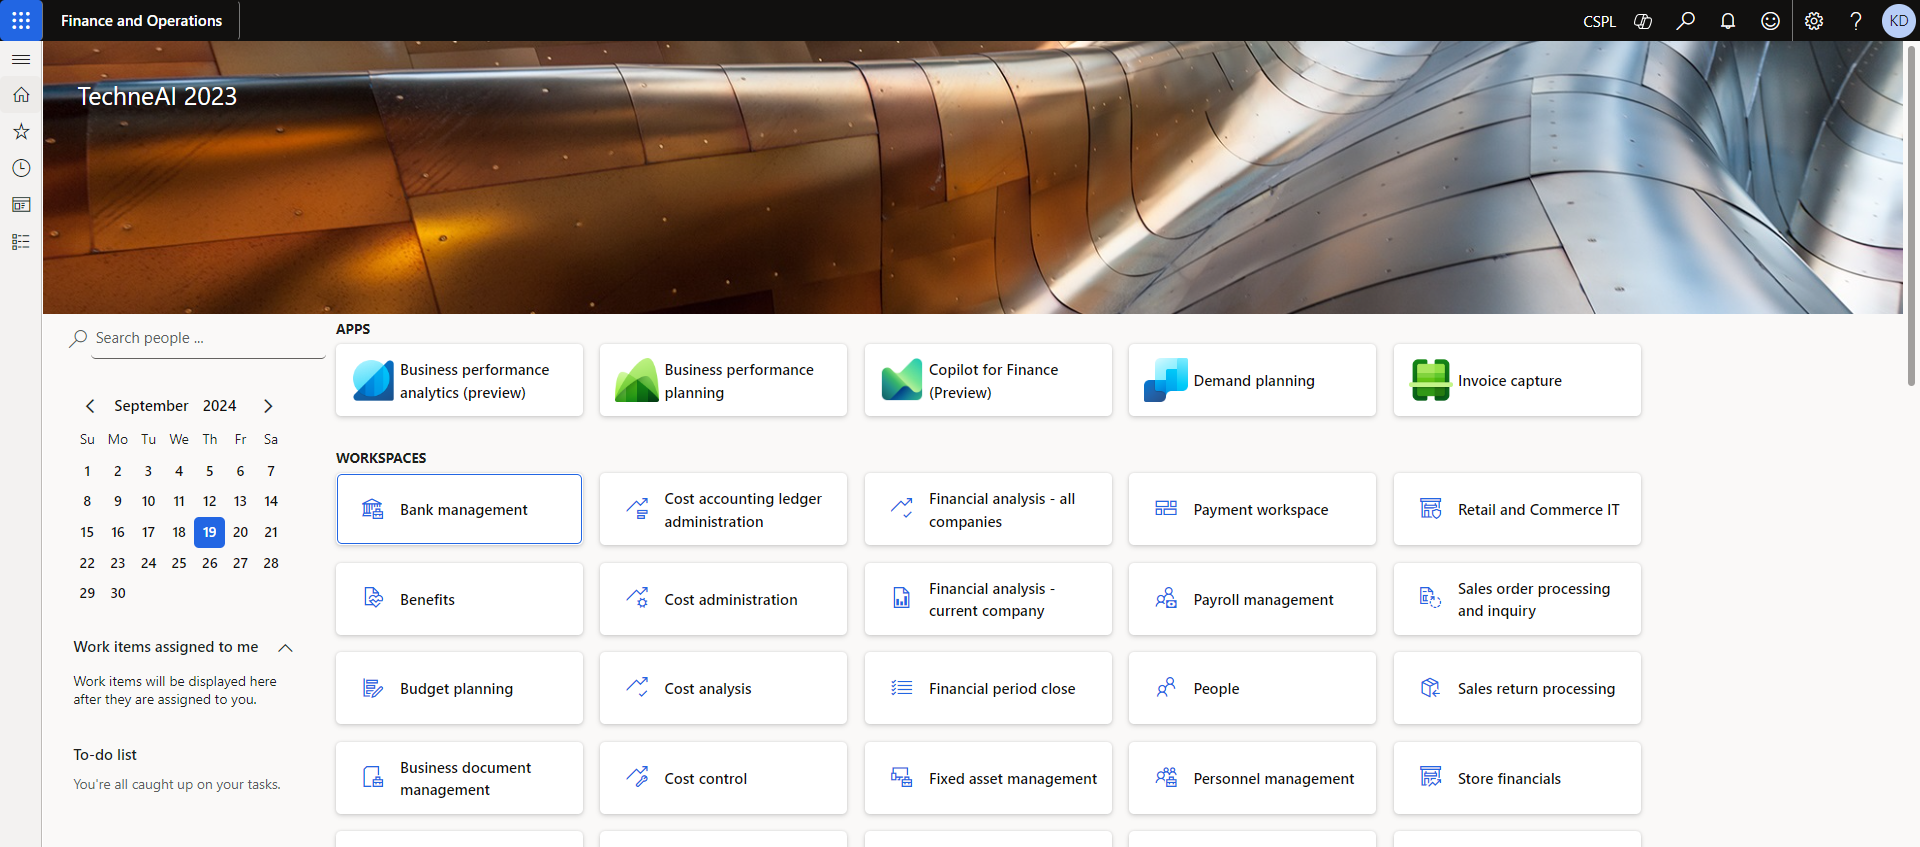 Finance and Operations
CSPL
KD
TechneAI 2023
Search people ...
September 2024
Su Mo Tu We Th Fr Sa
1 2 3 4 5 6 7
8 9 10 11 12 13 14
15 16 17 18 19 20 21
22 23 24 25 26 27 28
29 30
Work items assigned to me
Work items will be displayed here
after they are assigned to you.
To-do list
You're all caught up on your tasks.
APPS
Business performance
analytics (preview)
Business performance
planning
Copilot for Finance
(Preview)
Demand planning
Invoice capture
WORKSPACES
Bank management
Cost accounting ledger
administration
Financial analysis - all
companies
Payment workspace
Retail and Commerce IT
Benefits
Cost administration
Financial analysis -
current company
Payroll management
Sales order processing
and inquiry
Budget planning
Cost analysis
Financial period close
People
Sales return processing
Business document
management
Cost control
Fixed asset management
Personnel management
Store financials